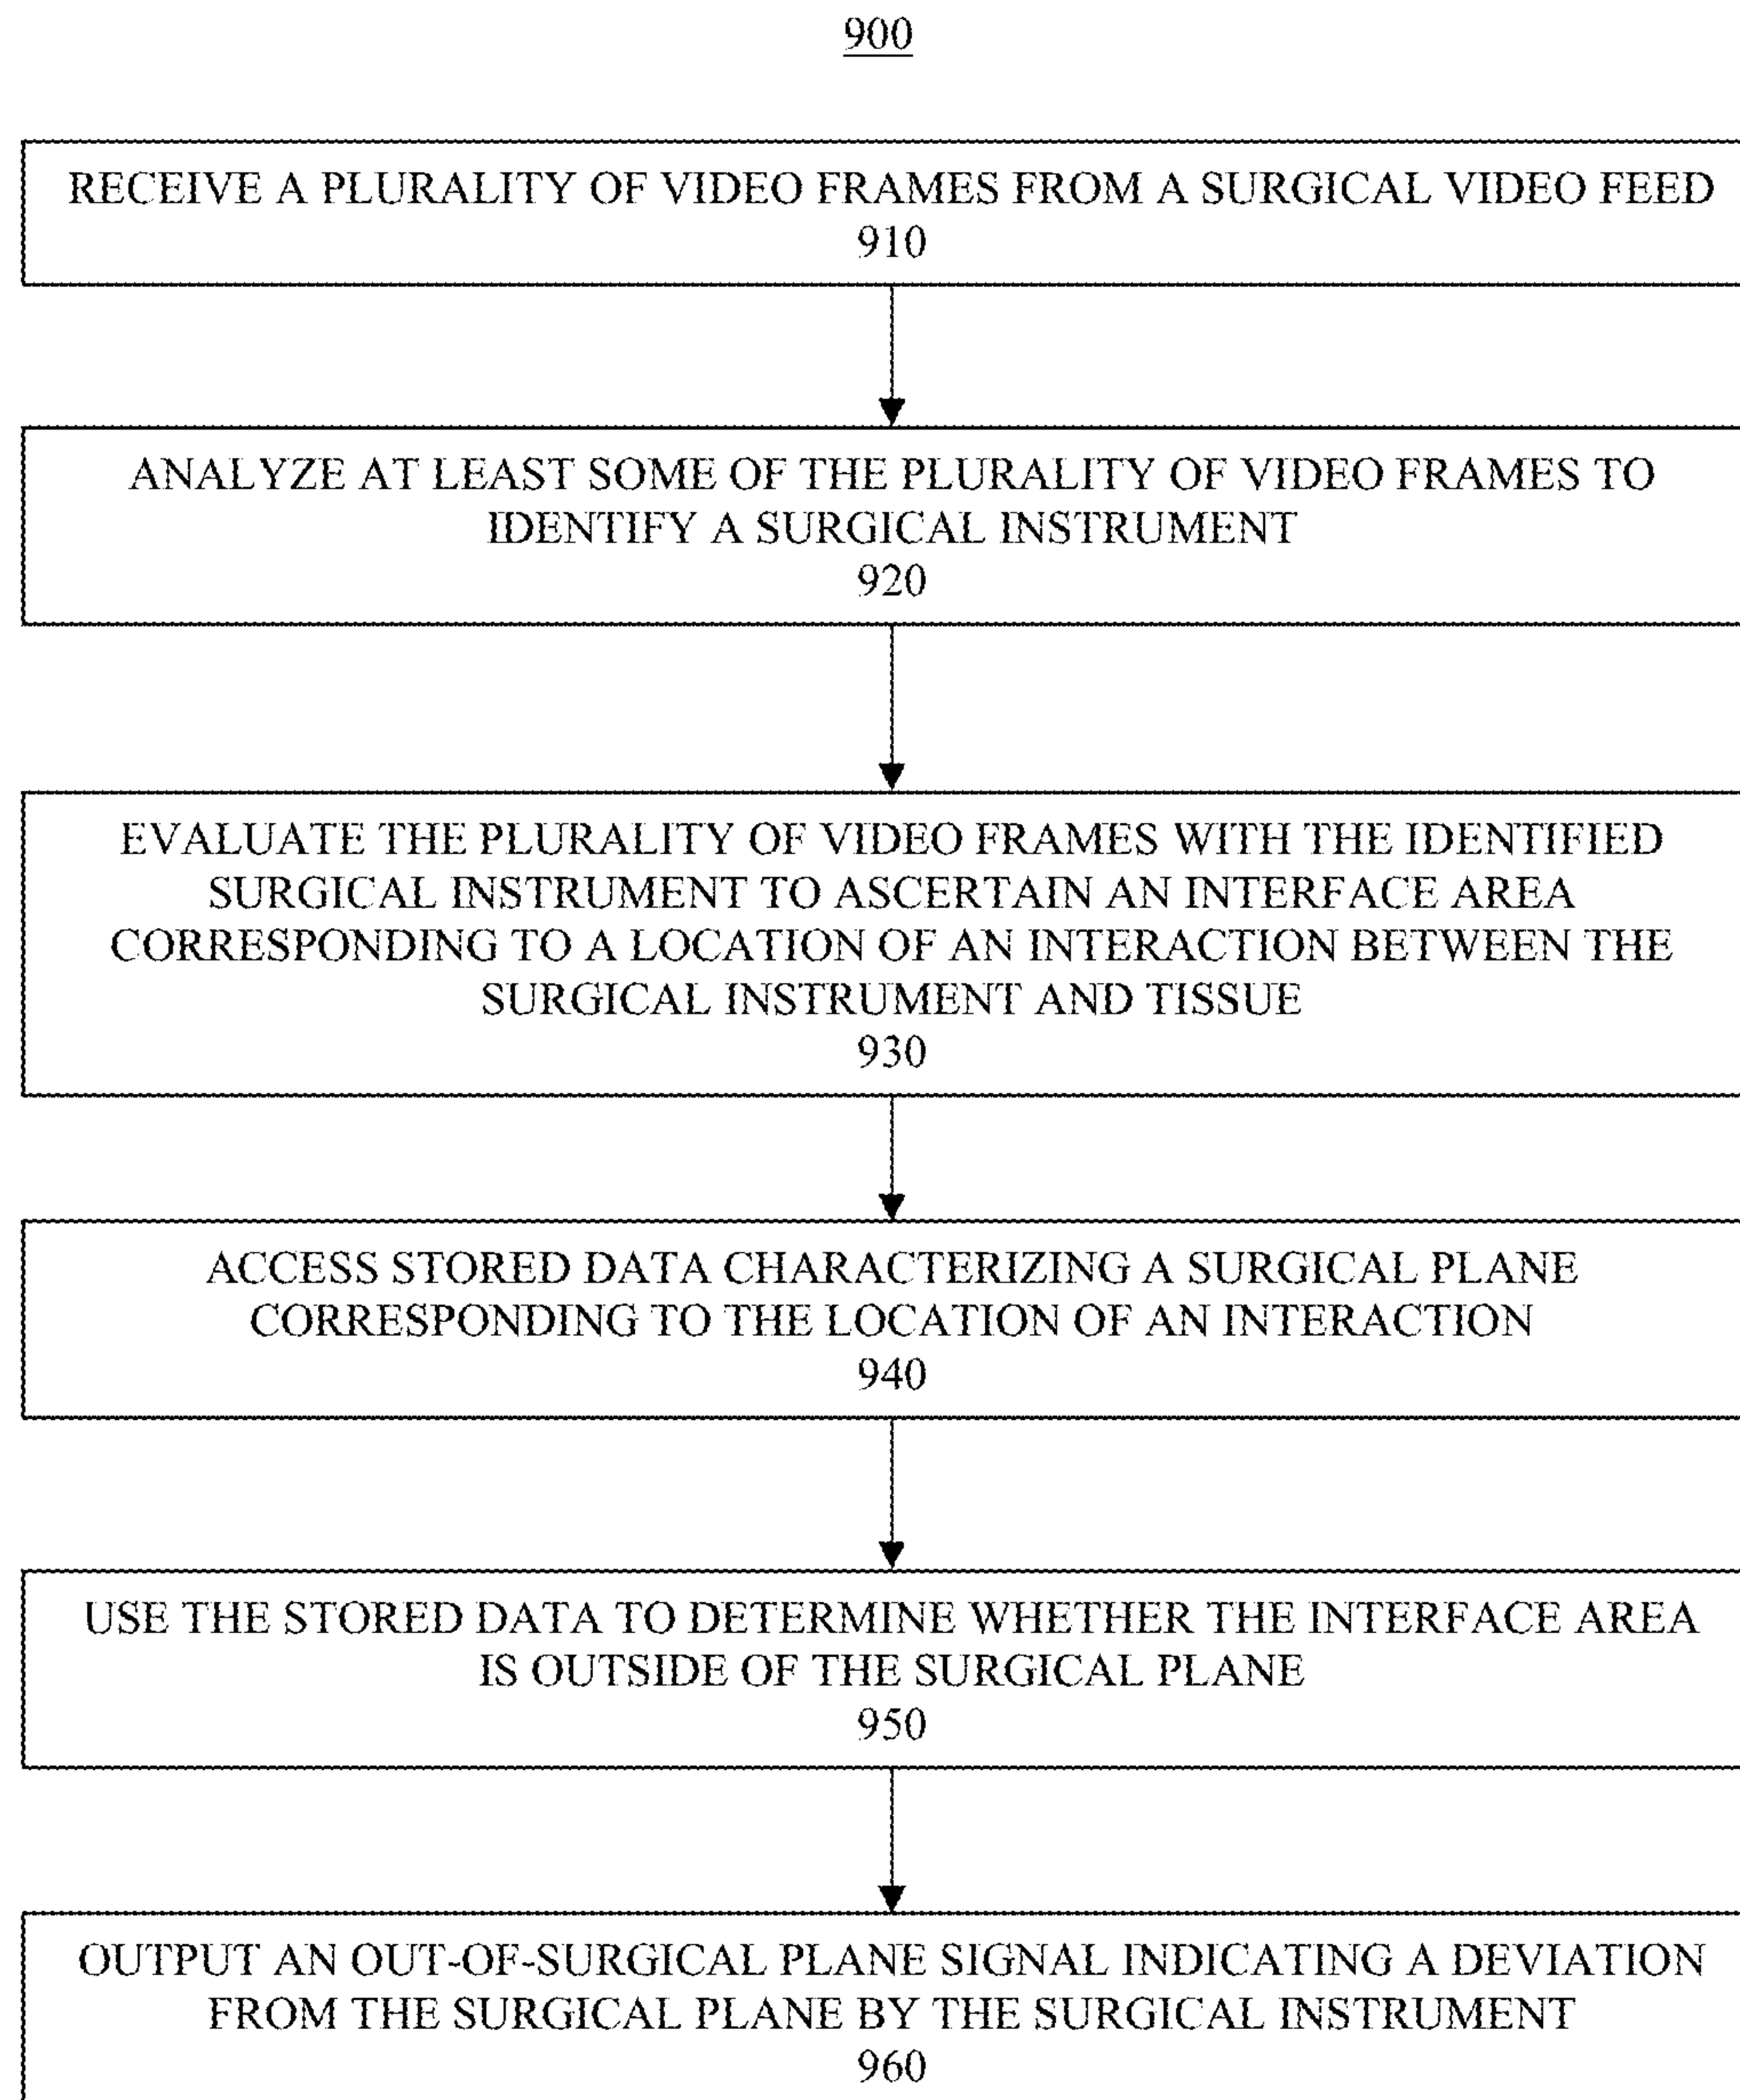 900
RECEIVE A PLURALITY OF VIDEO FRAMES FROM A SURGICAL VIDEO FEED
910
ANALYZE AT LEAST SOME OF THE PLURALITY OF VIDEO FRAMES TO
IDENTIFY A SURGICAL INSTRUMENT
920
EVALUATE THE PLURALITY OF VIDEO FRAMES WITH THE IDENTIFIED
SURGICAL INSTRUMENT TO ASCERTAIN AN INTERFACE AREA
CORRESPONDING TO A LOCATION OF AN INTERACTION BETWEEN THE
SURGICAL INSTRUMENT AND TISSUE
930
ACCESS STORED DATA CHARACTERIZING A SURGICAL PLANE
CORRESPONDING TO THE LOCATION OF AN INTERACTION
940
USE THE STORED DATA TO DETERMINE WHETHER THE INTERFACE AREA
IS OUTSIDE OF THE SURGICAL PLANE
950
OUTPUT AN OUT-OF-SURGICAL PLANE SIGNAL INDICATING A DEVIATION
FROM THE SURGICAL PLANE BY THE SURGICAL INSTRUMENT
960